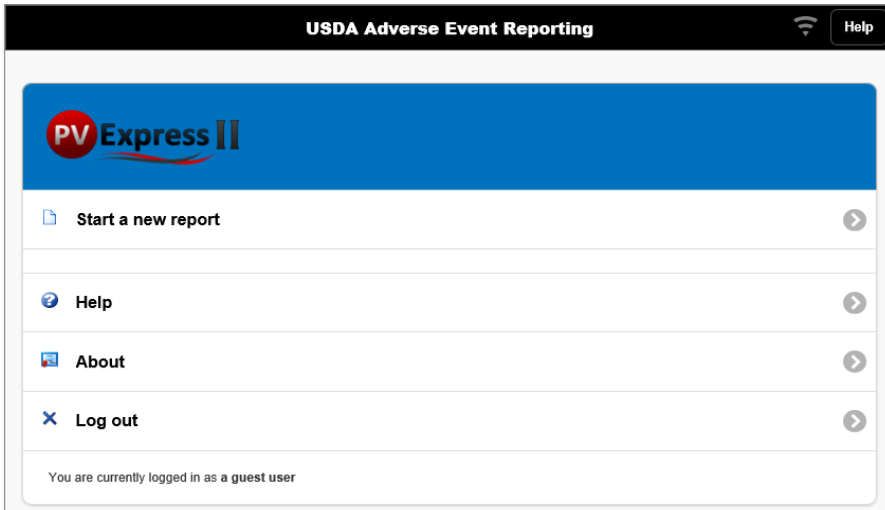 USDA Adverse Event Reporting
Help
PV Express II
Start a new report
Help
About
Log out
You are currently logged in as a guest user